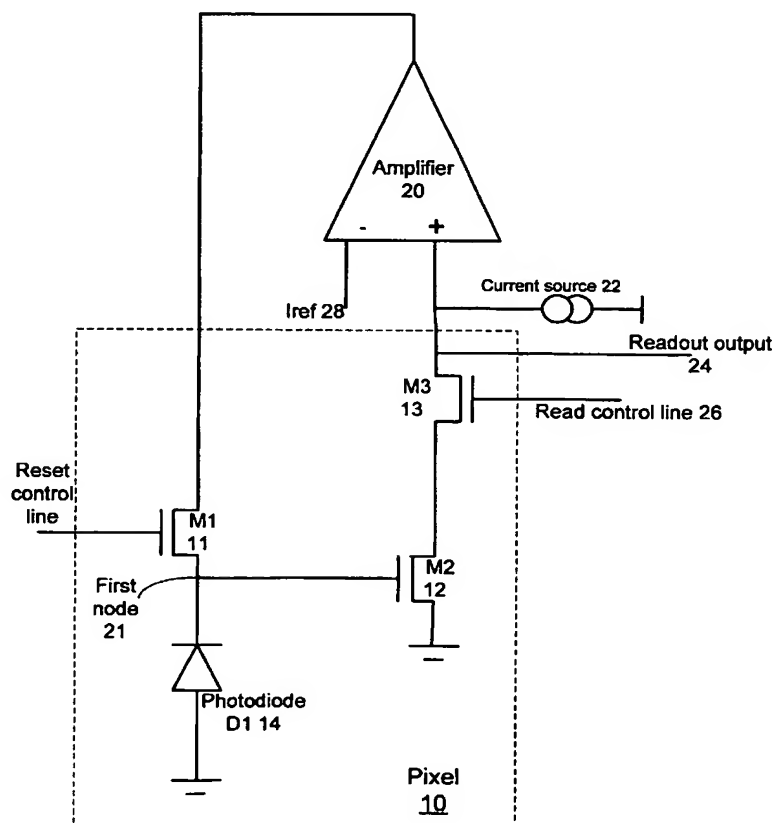 Amplifier
20
-
+
Current source 22
Iref 28
Readout output
24
M3
13
Read control line 26
Reset
control
line
M1
11
M2
12
First
node
21
Photodiode
D1 14
Pixel
10